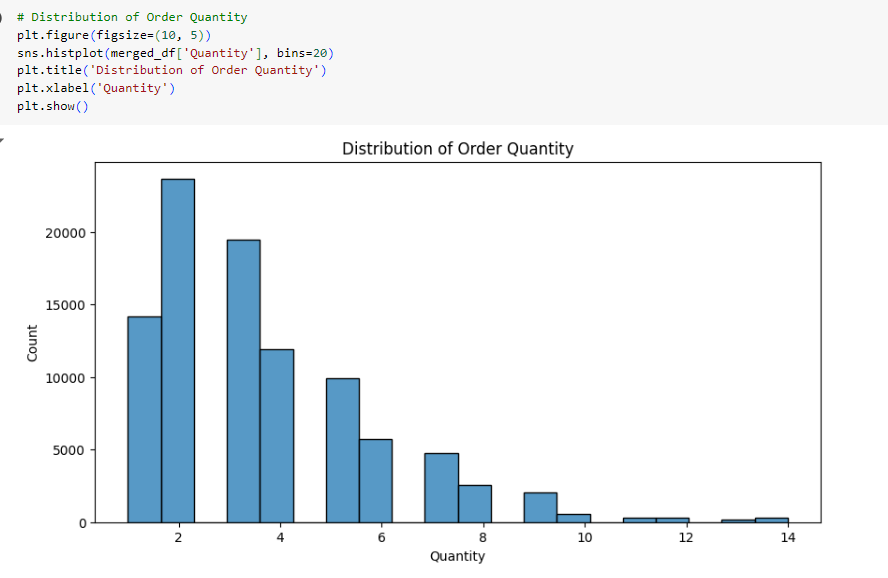 # Distribution of Order Quantity
plt.figure(figsize=(10, 5))
sns.histplot(merged_df['Quantity'], bins=20)
plt.title('Distribution of Order Quantity')
plt.xlabel('Quantity')
plt.show()
Distribution of Order Quantity
20000
15000
10000
5000
0
Count
2 4 6 8 10 12 14
Quantity